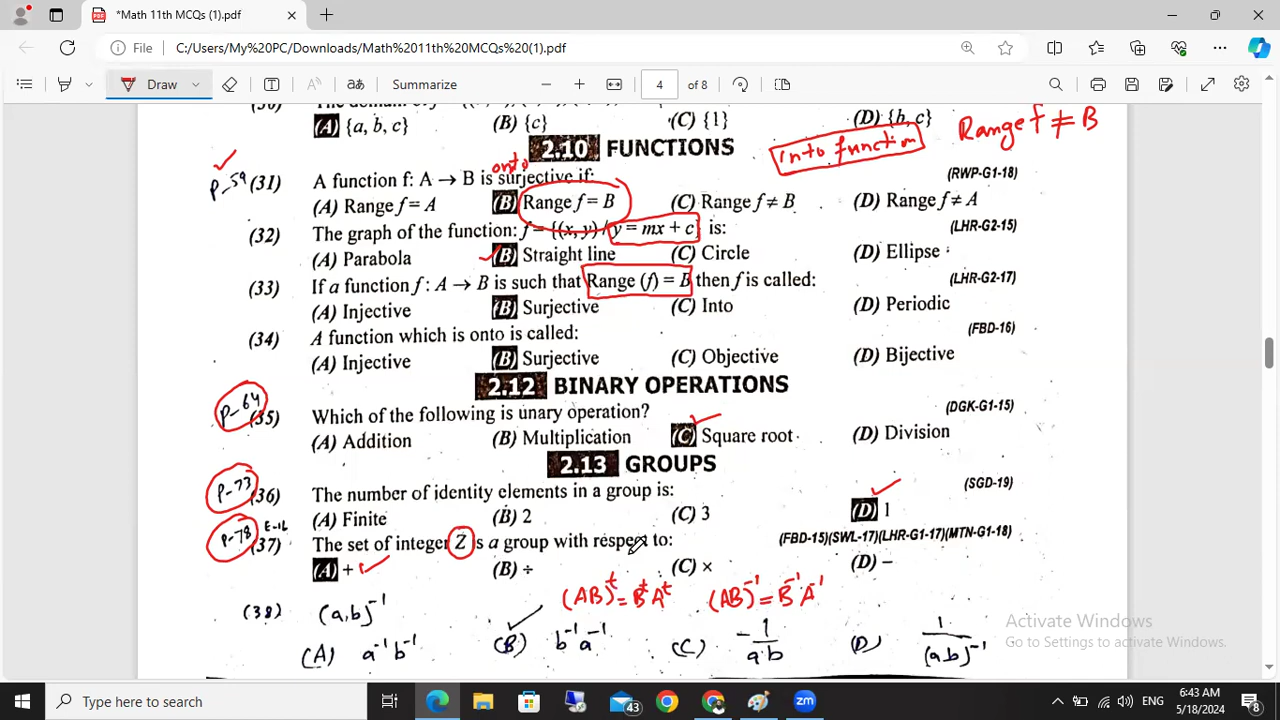 *Math 11th MCQs (1).pdf
File C:/Users/My%20PC/Downloads/Math%2011th%20MCQs%20(1).pdf
Draw Summarize 4 of 8
(A) {a, b, c} (B) {c} (C) {1} (D) {b, c}
Range f ≠ B
into function
2.10 FUNCTIONS
onto
P-59 (31) A function f: A → B is surjective if: (RWP-G1-18)
(A) Range f = A (B) Range f = B (C) Range f ≠ B (D) Range f ≠ A
(32) The graph of the function: f = {(x, y) / y = mx + c} is: (LHR-G2-15)
(A) Parabola (B) Straight line (C) Circle (D) Ellipse
(33) If a function f : A → B is such that Range (f) = B then f is called: (LHR-G2-17)
(A) Injective (B) Surjective (C) Into (D) Periodic
(34) A function which is onto is called: (FBD-16)
(A) Injective (B) Surjective (C) Objective (D) Bijective
2.12 BINARY OPERATIONS
P-64 (35) Which of the following is unary operation? (DGK-G1-15)
(A) Addition (B) Multiplication (C) Square root (D) Division
2.13 GROUPS
P-73 (36) The number of identity elements in a group is: (SGD-19)
(A) Finite (B) 2 (C) 3 (D) 1
P-78 E-16 (37) The set of integer Z is a group with respect to: (FBD-15)(SWL-17)(LHR-G1-17)(MTN-G1-18)
(A) + (B) ÷ (C) × (D) −
(AB)^t = B^t A^t (AB)^-1 = B^-1 A^-1
(38) (a,b)^-1
(A) a^-1 b^-1 (B) b^-1 a^-1 (C) -1/a·b (D) 1/(a,b)^-1
Activate Windows
Go to Settings to activate Windows.
Type here to search 43 zm ENG 6:43 AM 5/18/2024 8